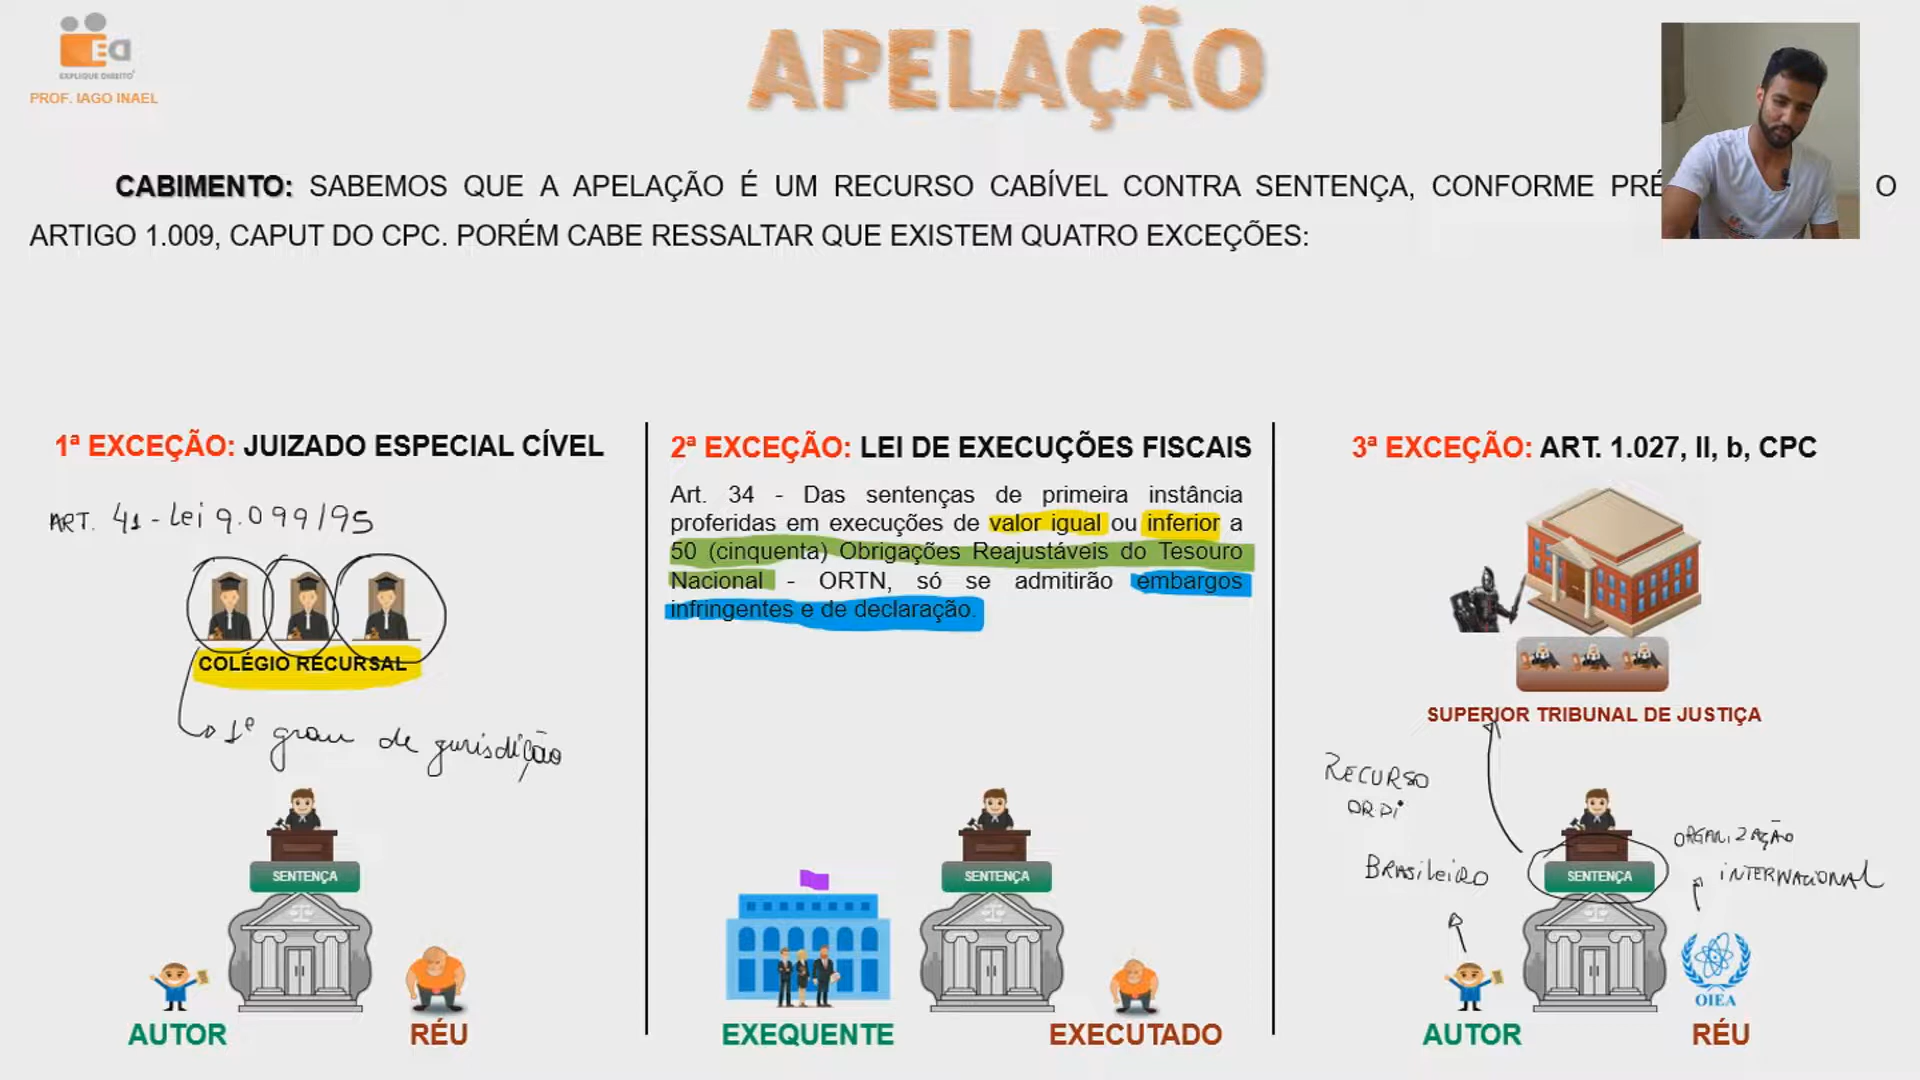 ED
EXPLIQUE DIREITO
PROF. IAGO INAEL
APELAÇÃO
CABIMENTO: SABEMOS QUE A APELAÇÃO É UM RECURSO CABÍVEL CONTRA SENTENÇA, CONFORME PRÉ O
ARTIGO 1.009, CAPUT DO CPC. PORÉM CABE RESSALTAR QUE EXISTEM QUATRO EXCEÇÕES:
1ª EXCEÇÃO: JUIZADO ESPECIAL CÍVEL
ART. 41 - Lei 9.099/95
COLÉGIO RECURSAL
1º grau de jurisdição
SENTENÇA
AUTOR
RÉU
2ª EXCEÇÃO: LEI DE EXECUÇÕES FISCAIS
Art. 34 - Das sentenças de primeira instância
proferidas em execuções de valor igual ou inferior a
50 (cinquenta) Obrigações Reajustáveis do Tesouro
Nacional - ORTN, só se admitirão embargos
infringentes e de declaração.
SENTENÇA
EXEQUENTE
EXECUTADO
3ª EXCEÇÃO: ART. 1.027, II, b, CPC
SUPERIOR TRIBUNAL DE JUSTIÇA
RECURSO
ORDI
BRASILEIRO
SENTENÇA
ORGANIZAÇÃO
INTERNACIONAL
OIEA
AUTOR
RÉU